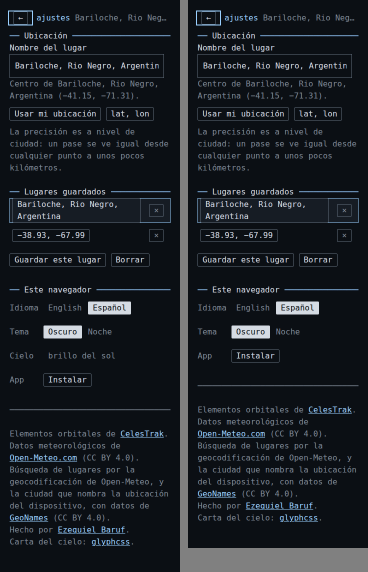 ← ajustes Bariloche, Río Neg…
Ubicación
Nombre del lugar
Bariloche, Río Negro, Argentin
Centro de Bariloche, Río Negro,
Argentina (−41.15, −71.31).
Usar mi ubicación lat, lon
La precisión es a nivel de
ciudad: un pase se ve igual desde
cualquier punto a unos pocos
kilómetros.
Lugares guardados
Bariloche, Río Negro,
Argentina ×
−38.93, −67.99 ×
Guardar este lugar Borrar
Este navegador
Idioma English Español
Tema Oscuro Noche
Cielo brillo del sol
App Instalar
Elementos orbitales de CelesTrak.
Datos meteorológicos de
Open-Meteo.com (CC BY 4.0).
Búsqueda de lugares por la
geocodificación de Open-Meteo, y
la ciudad que nombra la ubicación
del dispositivo, con datos de
GeoNames (CC BY 4.0).
Hecho por Ezequiel Baruf.
Carta del cielo: glyphcss.
← ajustes Bariloche, Río Neg…
Ubicación
Nombre del lugar
Bariloche, Río Negro, Argentin
Centro de Bariloche, Río Negro,
Argentina (−41.15, −71.31).
Usar mi ubicación lat, lon
La precisión es a nivel de
ciudad: un pase se ve igual desde
cualquier punto a unos pocos
kilómetros.
Lugares guardados
Bariloche, Río Negro,
Argentina ×
−38.93, −67.99 ×
Guardar este lugar Borrar
Este navegador
Idioma English Español
Tema Oscuro Noche
App Instalar
Elementos orbitales de CelesTrak.
Datos meteorológicos de
Open-Meteo.com (CC BY 4.0).
Búsqueda de lugares por la
geocodificación de Open-Meteo, y
la ciudad que nombra la ubicación
del dispositivo, con datos de
GeoNames (CC BY 4.0).
Hecho por Ezequiel Baruf.
Carta del cielo: glyphcss.